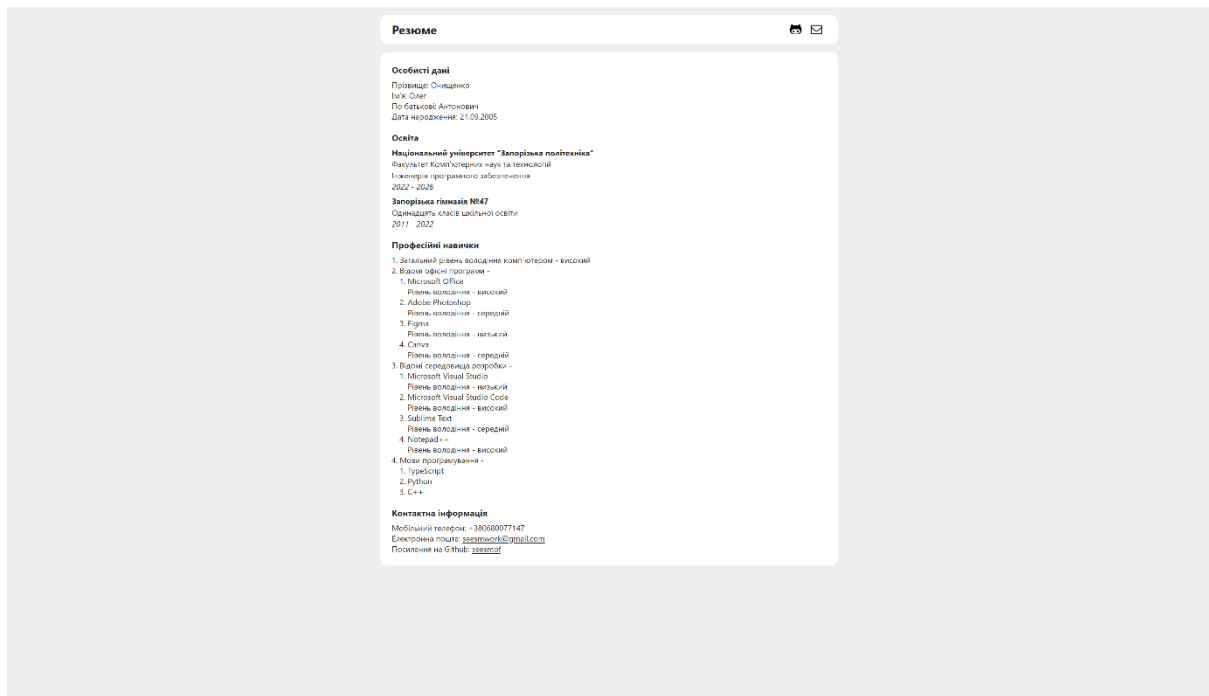 Резюме
Особисті дані
Прізвище: Онищенко
Ім'я: Олег
По батькові: Антонович
Дата народження: 21.09.2005
Освіта
Національний університет "Запорізька політехніка"
Факультет Комп'ютерних наук та технологій
Інженерія програмного забезпечення
2022 - 2026
Запорізька гімназія №47
Одинадцять класів шкільної освіти
2011 - 2022
Професійні навички
1. Загальний рівень володіння комп'ютером - високий
2. Відомі офісні програми -
1. Microsoft Office
Рівень володіння - високий
2. Adobe Photoshop
Рівень володіння - середній
3. Figma
Рівень володіння - низький
4. Canva
Рівень володіння - середній
3. Відомі середовища розробки -
1. Microsoft Visual Studio
Рівень володіння - низький
2. Microsoft Visual Studio Code
Рівень володіння - високий
3. Sublime Text
Рівень володіння - середній
4. Notepad++
Рівень володіння - високий
4. Мови програмування -
1. TypeScript
2. Python
3. C++
Контактна інформація
Мобільний телефон: +380680077147
Електронна пошта: seesmwork@gmail.com
Посилання на Github: seesmof